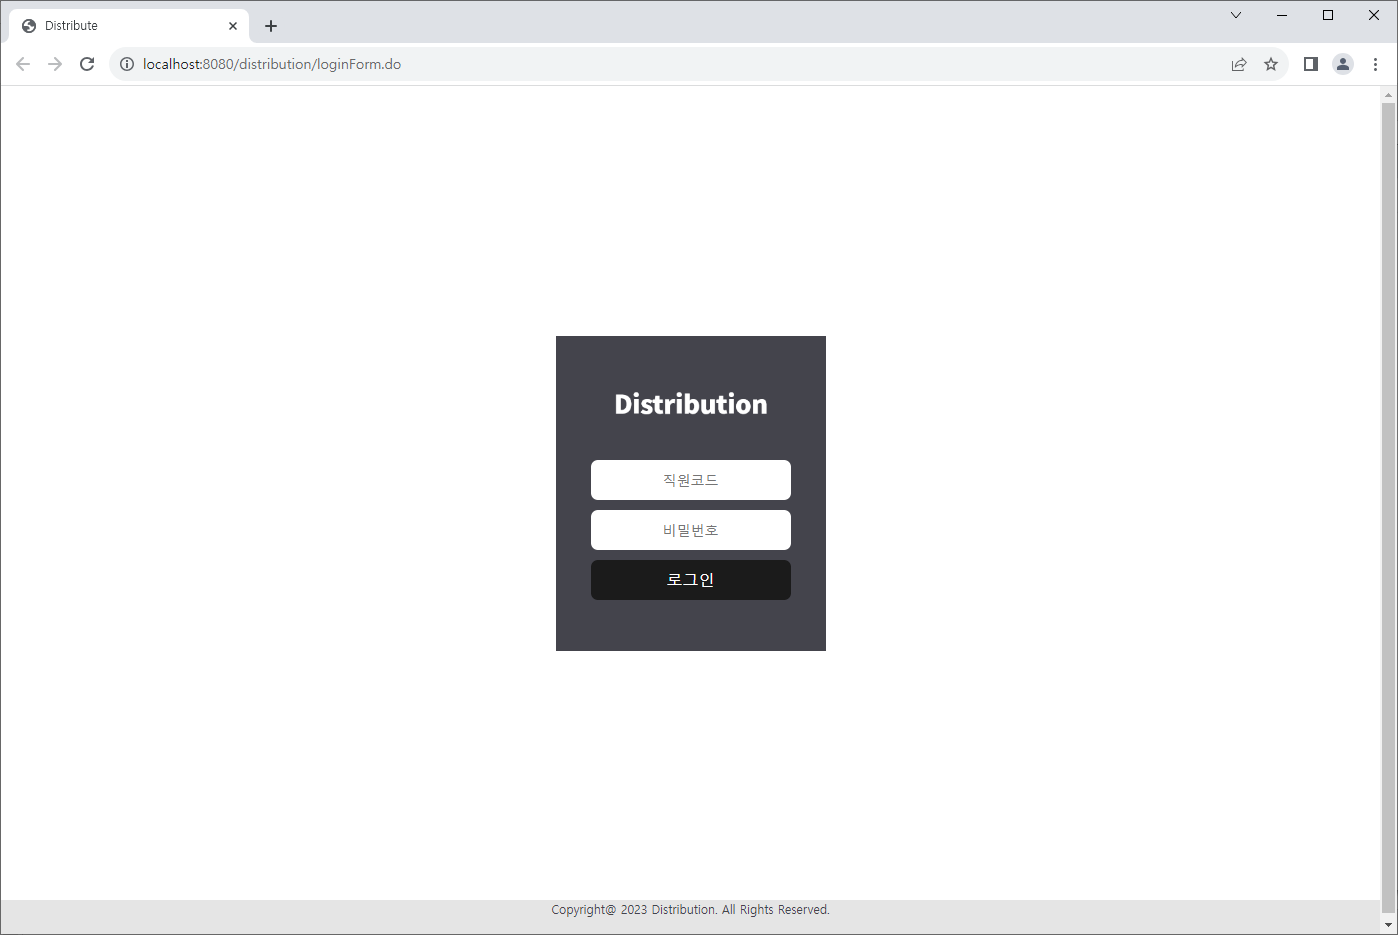 Distribute
localhost:8080/distribution/loginForm.do
Distribution
직원코드
비밀번호
로그인
Copyright@ 2023 Distribution. All Rights Reserved.